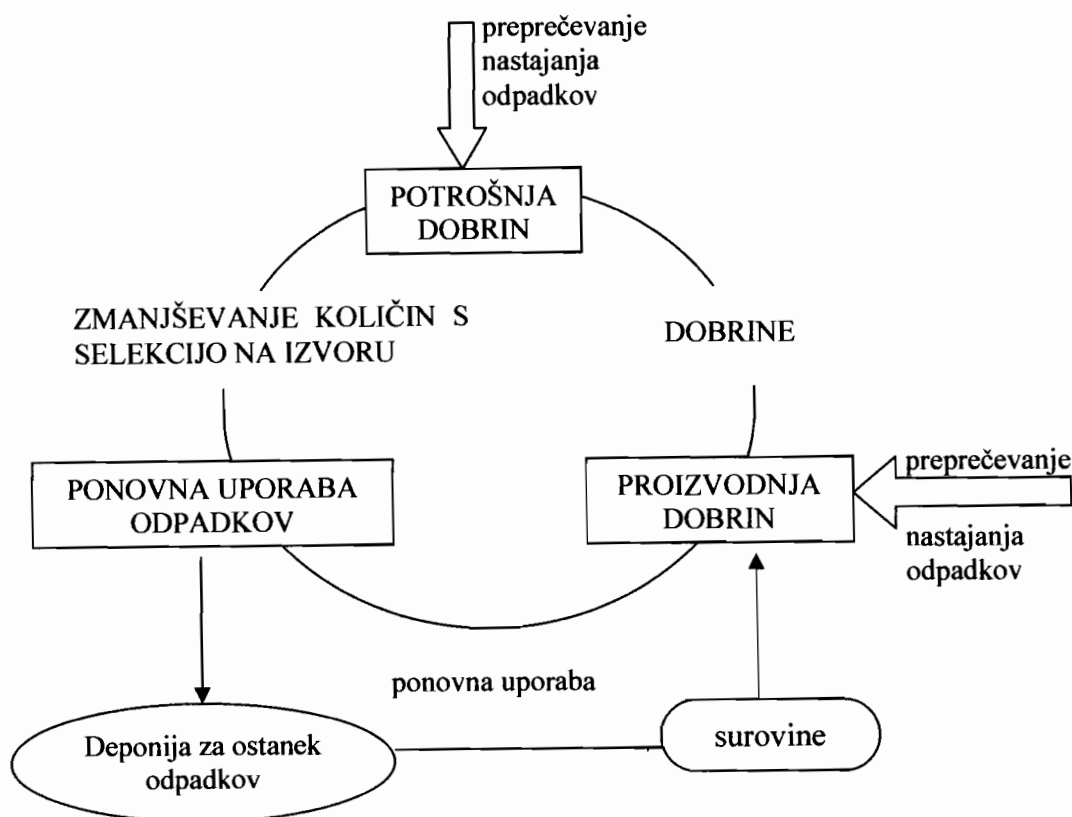 preprečevanje
nastajanja
odpadkov
POTROŠNJA
DOBRIN
ZMANJŠEVANJE KOLIČIN S
SELEKCIJO NA IZVORU
DOBRINE
PONOVNA UPORABA
ODPADKOV
PROIZVODNJA
DOBRIN
preprečevanje
nastajanja
odpadkov
ponovna uporaba
Deponija za ostanek
odpadkov
surovine